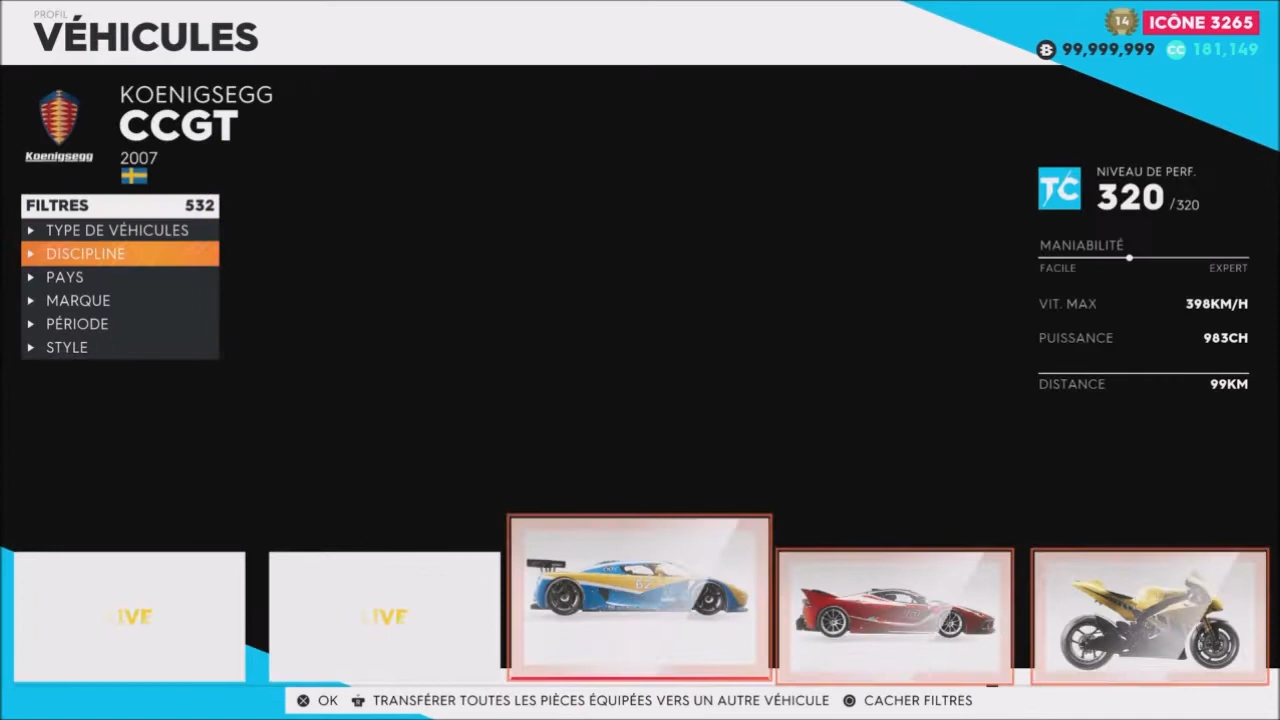 PROFIL
VÉHICULES
14 ICÔNE 3265
99,999,999 CC 181,149
Koenigsegg
KOENIGSEGG
CCGT
2007
FILTRES 532
TYPE DE VÉHICULES
DISCIPLINE
PAYS
MARQUE
PÉRIODE
STYLE
TC
NIVEAU DE PERF.
320 /320
MANIABILITÉ
FACILE EXPERT
VIT. MAX 398KM/H
PUISSANCE 983CH
DISTANCE 99KM
LIVE
LIVE
OK TRANSFÉRER TOUTES LES PIÈCES ÉQUIPÉES VERS UN AUTRE VÉHICULE CACHER FILTRES